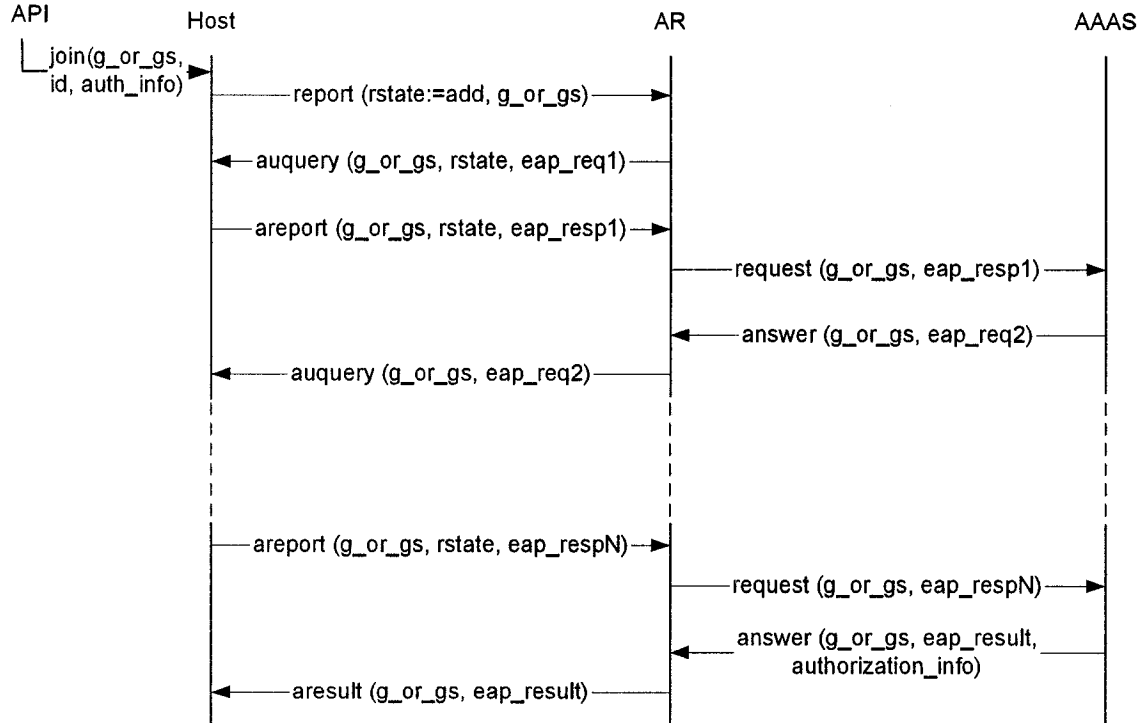 API
Host
AR
AAAS
join(g_or_gs,
id, auth_info)
report (rstate:=add, g_or_gs)
auquery (g_or_gs, rstate, eap_req1)
areport (g_or_gs, rstate, eap_resp1)
request (g_or_gs, eap_resp1)
answer (g_or_gs, eap_req2)
auquery (g_or_gs, eap_req2)
areport (g_or_gs, rstate, eap_respN)
request (g_or_gs, eap_respN)
answer (g_or_gs, eap_result,
authorization_info)
aresult (g_or_gs, eap_result)